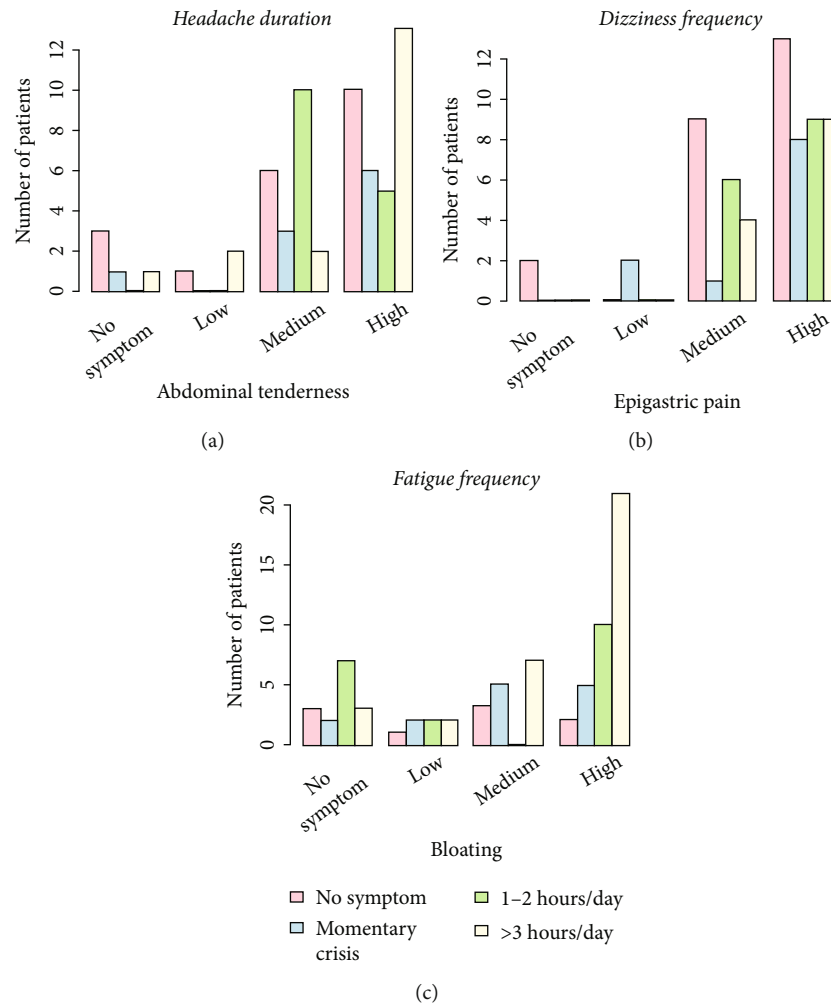 Headache duration
Number of patients
0
2
4
6
8
10
12
No symptom
Low
Medium
High
Abdominal tenderness
(a)
Dizziness frequency
Number of patients
0
2
4
6
8
10
12
No symptom
Low
Medium
High
Epigastric pain
(b)
Fatigue frequency
Number of patients
0
5
10
15
20
No symptom
Low
Medium
High
Bloating
No symptom
Momentary
crisis
1–2 hours/day
>3 hours/day
(c)